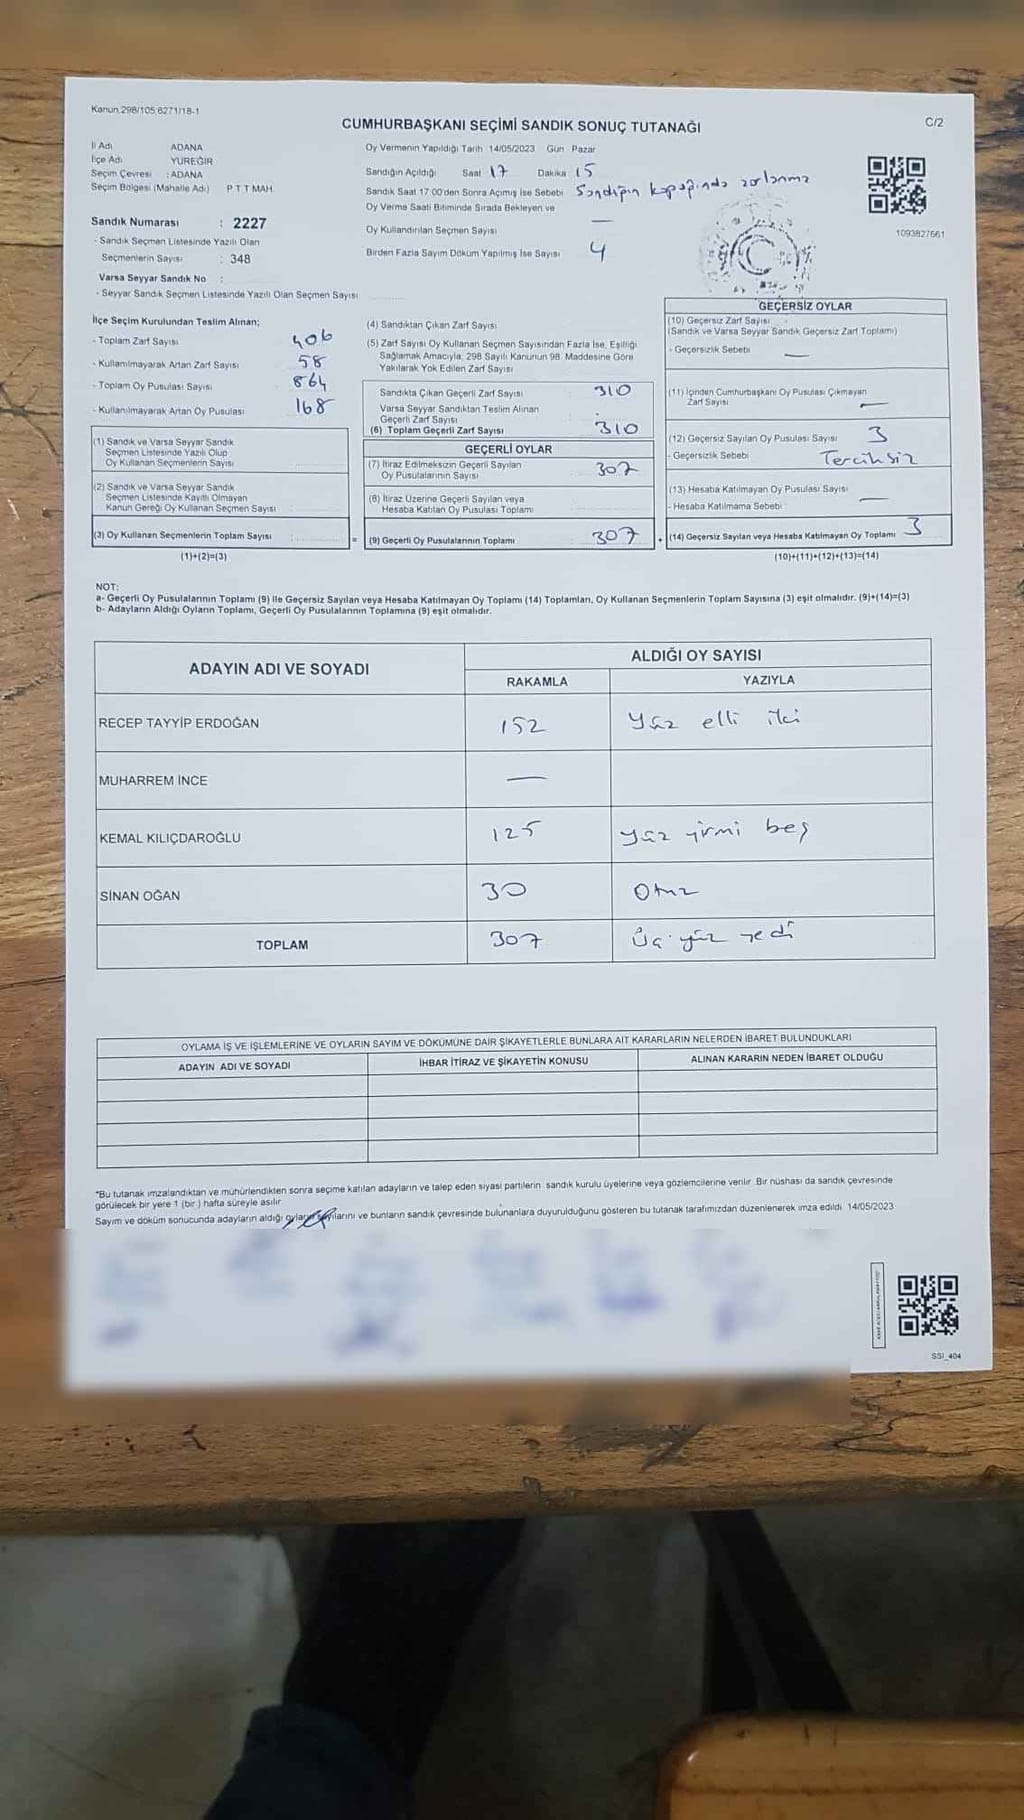 Kanun 298/105 6271/18-1
C/2
CUMHURBAŞKANI SEÇİMİ SANDIK SONUÇ TUTANAĞI
İl Adı ADANA
İlçe Adı YÜREĞİR
Seçim Çevresi : ADANA
Seçim Bölgesi (Mahalle Adı) P T T MAH.
Oy Vermenin Yapıldığı Tarih 14/05/2023 Gün Pazar
Sandığın Açıldığı Saat 17 Dakika 15
Sandık Saat 17 00'den Sonra Açımış İse Sebebi Sandığın kapağında zorlanma
Oy Verme Saati Bitiminde Sırada Bekleyen ve
Oy Kullandırılan Seçmen Sayısı —
Birden Fazla Sayım Döküm Yapılmış İse Sayısı 4
1093827661
Sandık Numarası : 2227
- Sandık Seçmen Listesinde Yazılı Olan
Seçmenlerin Sayısı : 348
Varsa Seyyar Sandık No :
- Seyyar Sandık Seçmen Listesinde Yazılı Olan Seçmen Sayısı
İlçe Seçim Kurulundan Teslim Alınan;
- Toplam Zarf Sayısı 406
- Kullanılmayarak Artan Zarf Sayısı 58
- Toplam Oy Pusulası Sayısı 864
- Kullanılmayarak Artan Oy Pusulası 168
(1) Sandık ve Varsa Seyyar Sandık
Seçmen Listesinde Yazılı Olup
Oy Kullanan Seçmenlerin Sayısı
(2) Sandık ve Varsa Seyyar Sandık
Seçmen Listesinde Kayıtlı Olmayan
Kanun Gereği Oy Kullanan Seçmen Sayısı
(3) Oy Kullanan Seçmenlerin Toplam Sayısı
(1)+(2)=(3)
(4) Sandıktan Çıkan Zarf Sayısı
(5) Zarf Sayısı Oy Kullanan Seçmen Sayısından Fazla İse, Eşitliği
Sağlamak Amacıyla; 298 Sayılı Kanunun 98. Maddesine Göre
Yakılarak Yok Edilen Zarf Sayısı
Sandıkta Çıkan Geçerli Zarf Sayısı 310
Varsa Seyyar Sandıktan Teslim Alınan
Geçerli Zarf Sayısı
(6) Toplam Geçerli Zarf Sayısı 310
GEÇERLİ OYLAR
(7) İtiraz Edilmeksizin Geçerli Sayılan
Oy Pusulalarının Sayısı 307
(8) İtiraz Üzerine Geçerli Sayılan veya
Hesaba Katılan Oy Pusulası Toplamı
= (9) Geçerli Oy Pusulalarının Toplamı 307
GEÇERSİZ OYLAR
(10) Geçersiz Zarf Sayısı
(Sandık ve Varsa Seyyar Sandık Geçersiz Zarf Toplamı)
- Geçersizlik Sebebi —
(11) İçinden Cumhurbaşkanı Oy Pusulası Çıkmayan
Zarf Sayısı —
(12) Geçersiz Sayılan Oy Pusulası Sayısı 3
- Geçersizlik Sebebi Tercihsiz
(13) Hesaba Katılmayan Oy Pusulası Sayısı —
- Hesaba Katılmama Sebebi
+ (14) Geçersiz Sayılan veya Hesaba Katılmayan Oy Toplamı 3
(10)+(11)+(12)+(13)=(14)
NOT:
a- Geçerli Oy Pusulalarının Toplamı (9) İle Geçersiz Sayılan veya Hesaba Katılmayan Oy Toplamı (14) Toplamları, Oy Kullanan Seçmenlerin Toplam Sayısına (3) eşit olmalıdır. (9)+(14)=(3)
b- Adayların Aldığı Oyların Toplamı, Geçerli Oy Pusulalarının Toplamına (9) eşit olmalıdır.
ADAYIN ADI VE SOYADI
ALDIĞI OY SAYISI
RAKAMLA YAZIYLA
RECEP TAYYİP ERDOĞAN 152 Yüz elli iki
MUHARREM İNCE —
KEMAL KILIÇDAROĞLU 125 Yüz yirmi beş
SİNAN OĞAN 30 Otuz
TOPLAM 307 Üç yüz yedi
OYLAMA İŞ VE İŞLEMLERİNE VE OYLARIN SAYIM VE DÖKÜMÜNE DAİR ŞİKAYETLERLE BUNLARA AİT KARARLARIN NELERDEN İBARET BULUNDUKLARI
ADAYIN ADI VE SOYADI İHBAR İTİRAZ VE ŞİKAYETİN KONUSU ALINAN KARARIN NEDEN İBARET OLDUĞU
*Bu tutanak imzalandıktan ve mühürlendikten sonra seçime katılan adayların ve talep eden siyasi partilerin sandık kurulu üyelerine veya gözlemcilerine verilir. Bir nüshası da sandık çevresinde
görülecek bir yere 1 (bir ) hafta süreyle asılır
Sayım ve döküm sonucunda adayların aldığı ve bunların sandık çevresinde bulunanlara duyurulduğunu gösteren bu tutanak tarafımızdan düzenlenerek imza edildi 14/05/2023
SSI_404